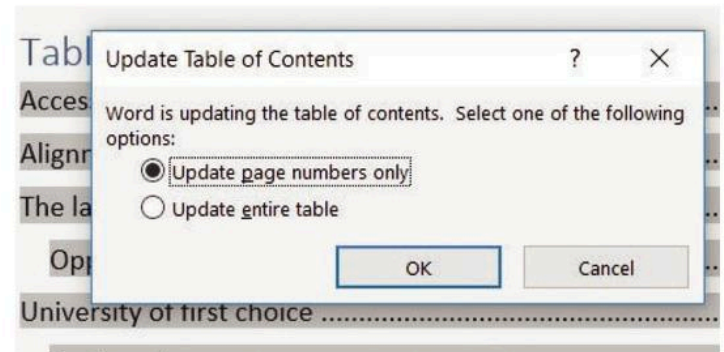 Tabl
Update Table of Contents ? ×
Acces ..
Word is updating the table of contents. Select one of the following
options:
Alignr ..
Update page numbers only
The la ..
Update entire table
Opp ..
OK Cancel
University of first choice ..........................................